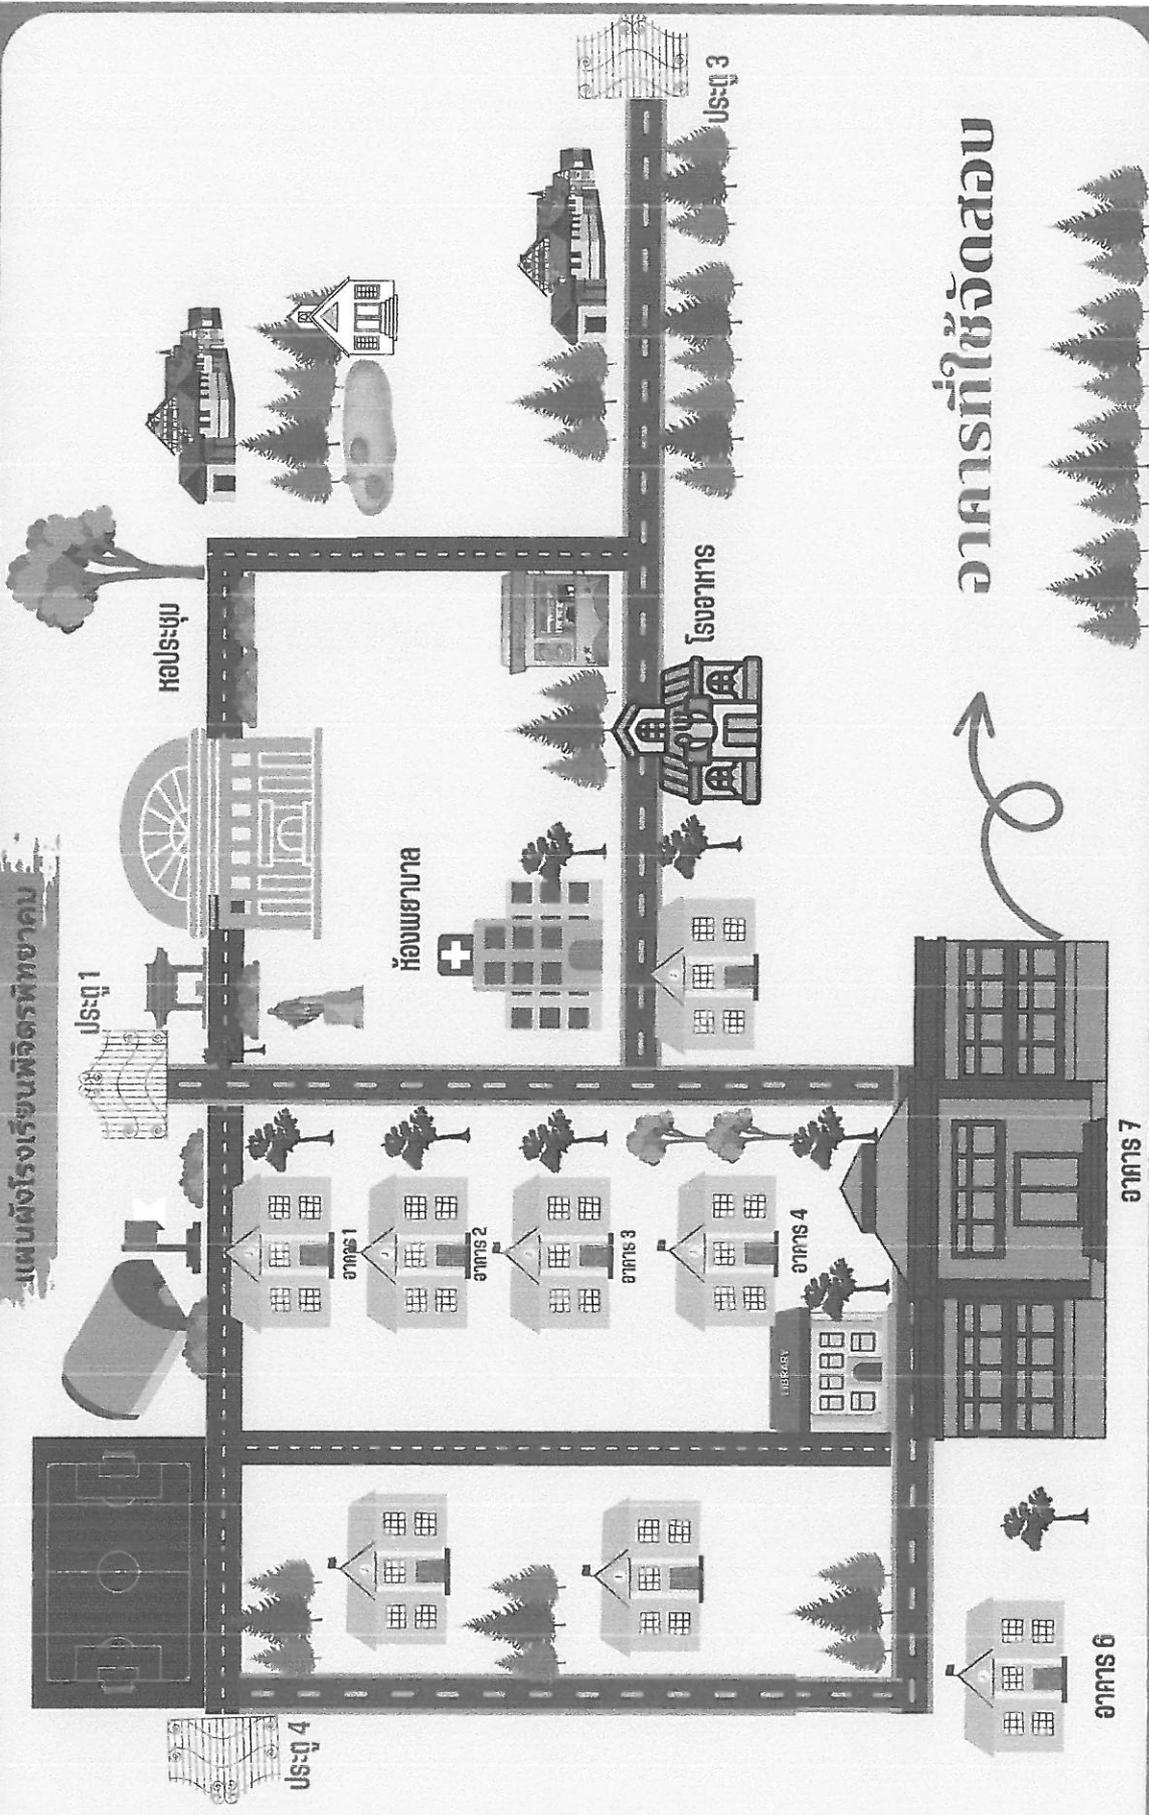 แผนผังโรงเรียนพิจิตรพิทยาคม
ประตู 4
ประตู 1
หอประชุม
อาคาร 1
อาคาร 2
อาคาร 3
อาคาร 4
ห้องพยาบาล
LIBRARY
โรงอาหาร
ประตู 3
อาคาร 6
อาคาร 7
อาคารที่ใช้จัดสอบ